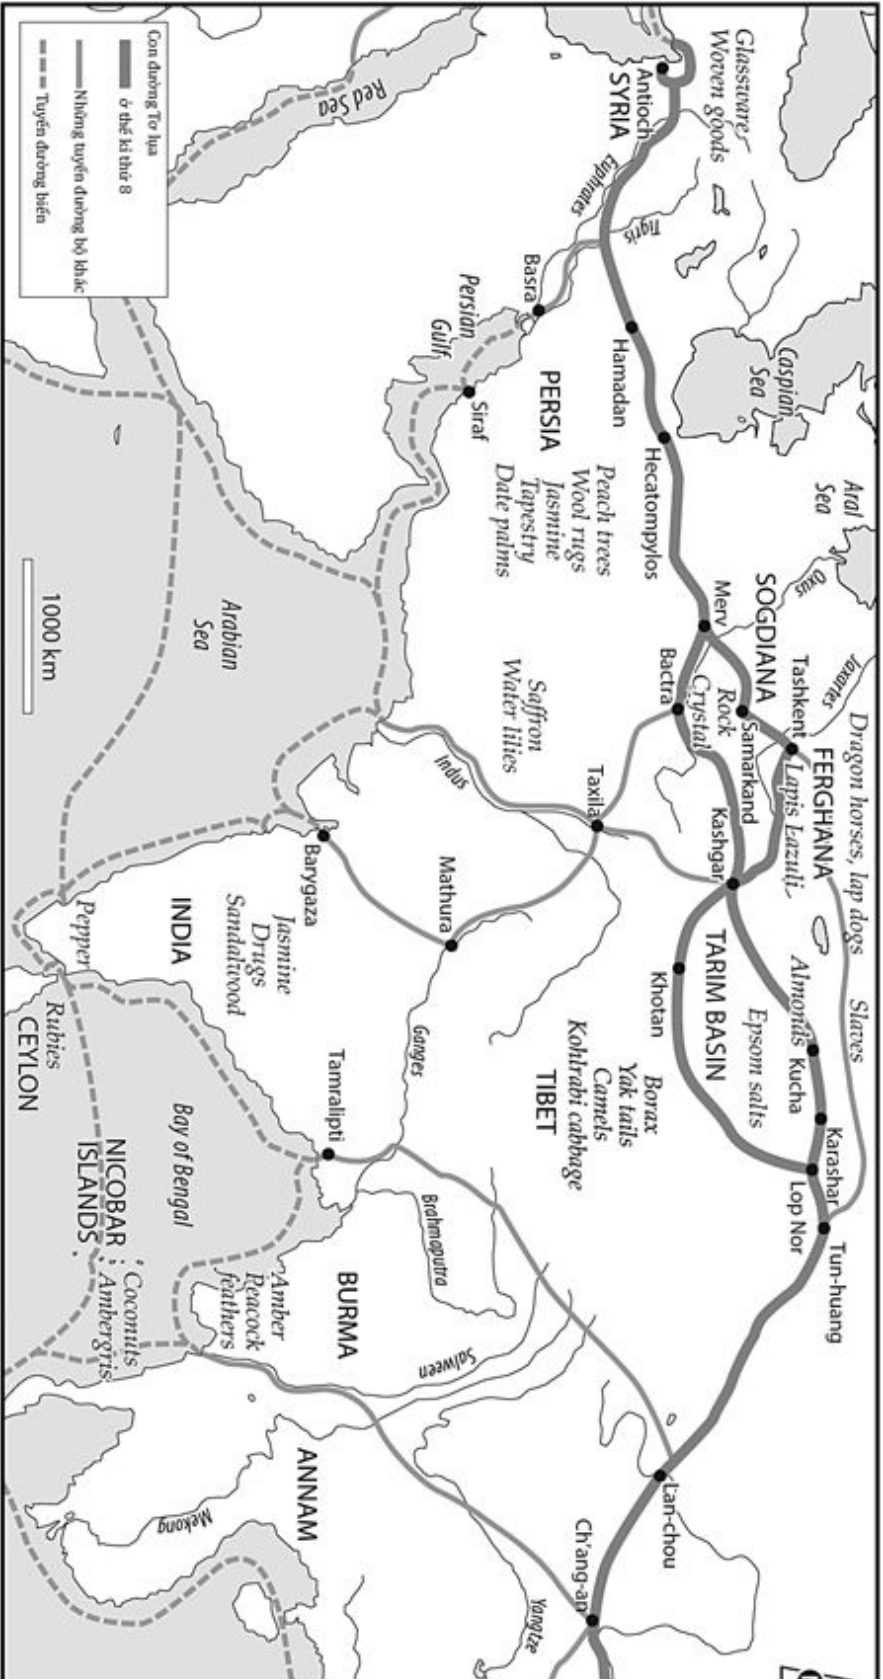 Glassware
Woven goods
Antioch
SYRIA
Euphrates
Tigris
Red Sea
Basra
Persian
Gulf
Siraf
Hamadan
Caspian
Sea
Hecatompylos
PERSIA
Peach trees
Wool rugs
Jasmine
Tapestry
Date palms
Aral
Sea
Oxus
Jaxartes
Merv
SOGDIANA
Bactra
Rock
Crystal
Samarkand
Tashkent
FERGHANA
Lapis Lazuli
Dragon horses, lap dogs
Slaves
Saffron
Water lilies
Indus
Taxila
Kashgar
Arabian
Sea
Barygaza
Mathura
INDIA
Jasmine
Drugs
Sandalwood
Pepper
Rubies
CEYLON
TARIM BASIN
Khotan
Almonds
Epsom salts
Kucha
Karashar
Lop Nor
Tun-huang
Borax
Yak tails
Camels
Kohlrabi cabbage
TIBET
Ganges
Tamralipti
Bay of Bengal
NICOBAR
ISLANDS
Coconuts
Ambergris
Brahmaputra
BURMA
Amber
Peacock
feathers
Salween
ANNAM
Mekong
Lan-chou
Ch'ang-an
Yangtze
Con đường Tơ lụa
ở thế kỉ thứ 8
Những tuyến đường bộ khác
Tuyến đường biển
1000 km